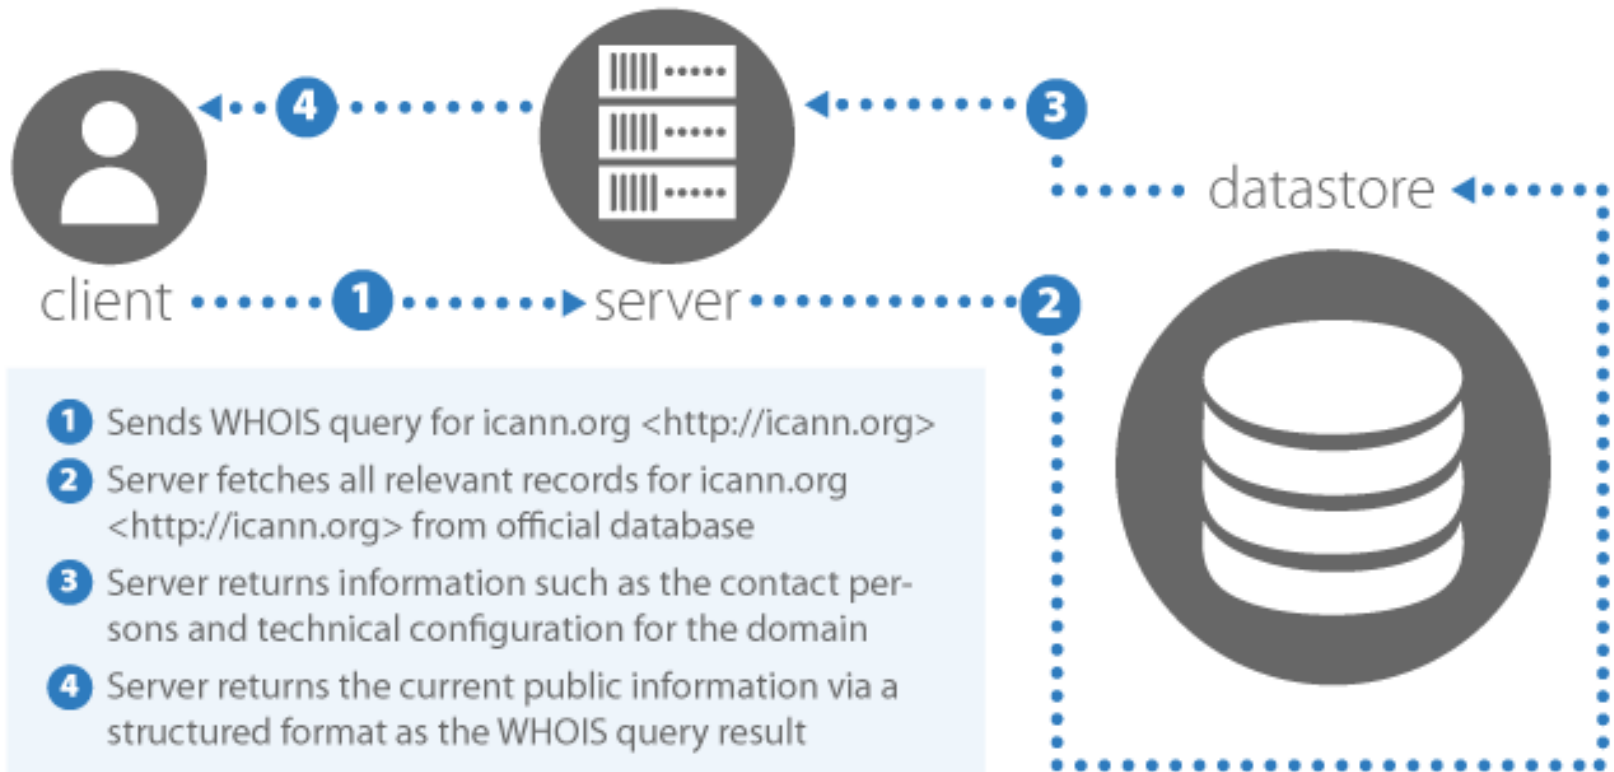 4
3
datastore
client
1
server
2
1 Sends WHOIS query for icann.org <http://icann.org>
2 Server fetches all relevant records for icann.org
<http://icann.org> from official database
3 Server returns information such as the contact per-
sons and technical configuration for the domain
4 Server returns the current public information via a
structured format as the WHOIS query result